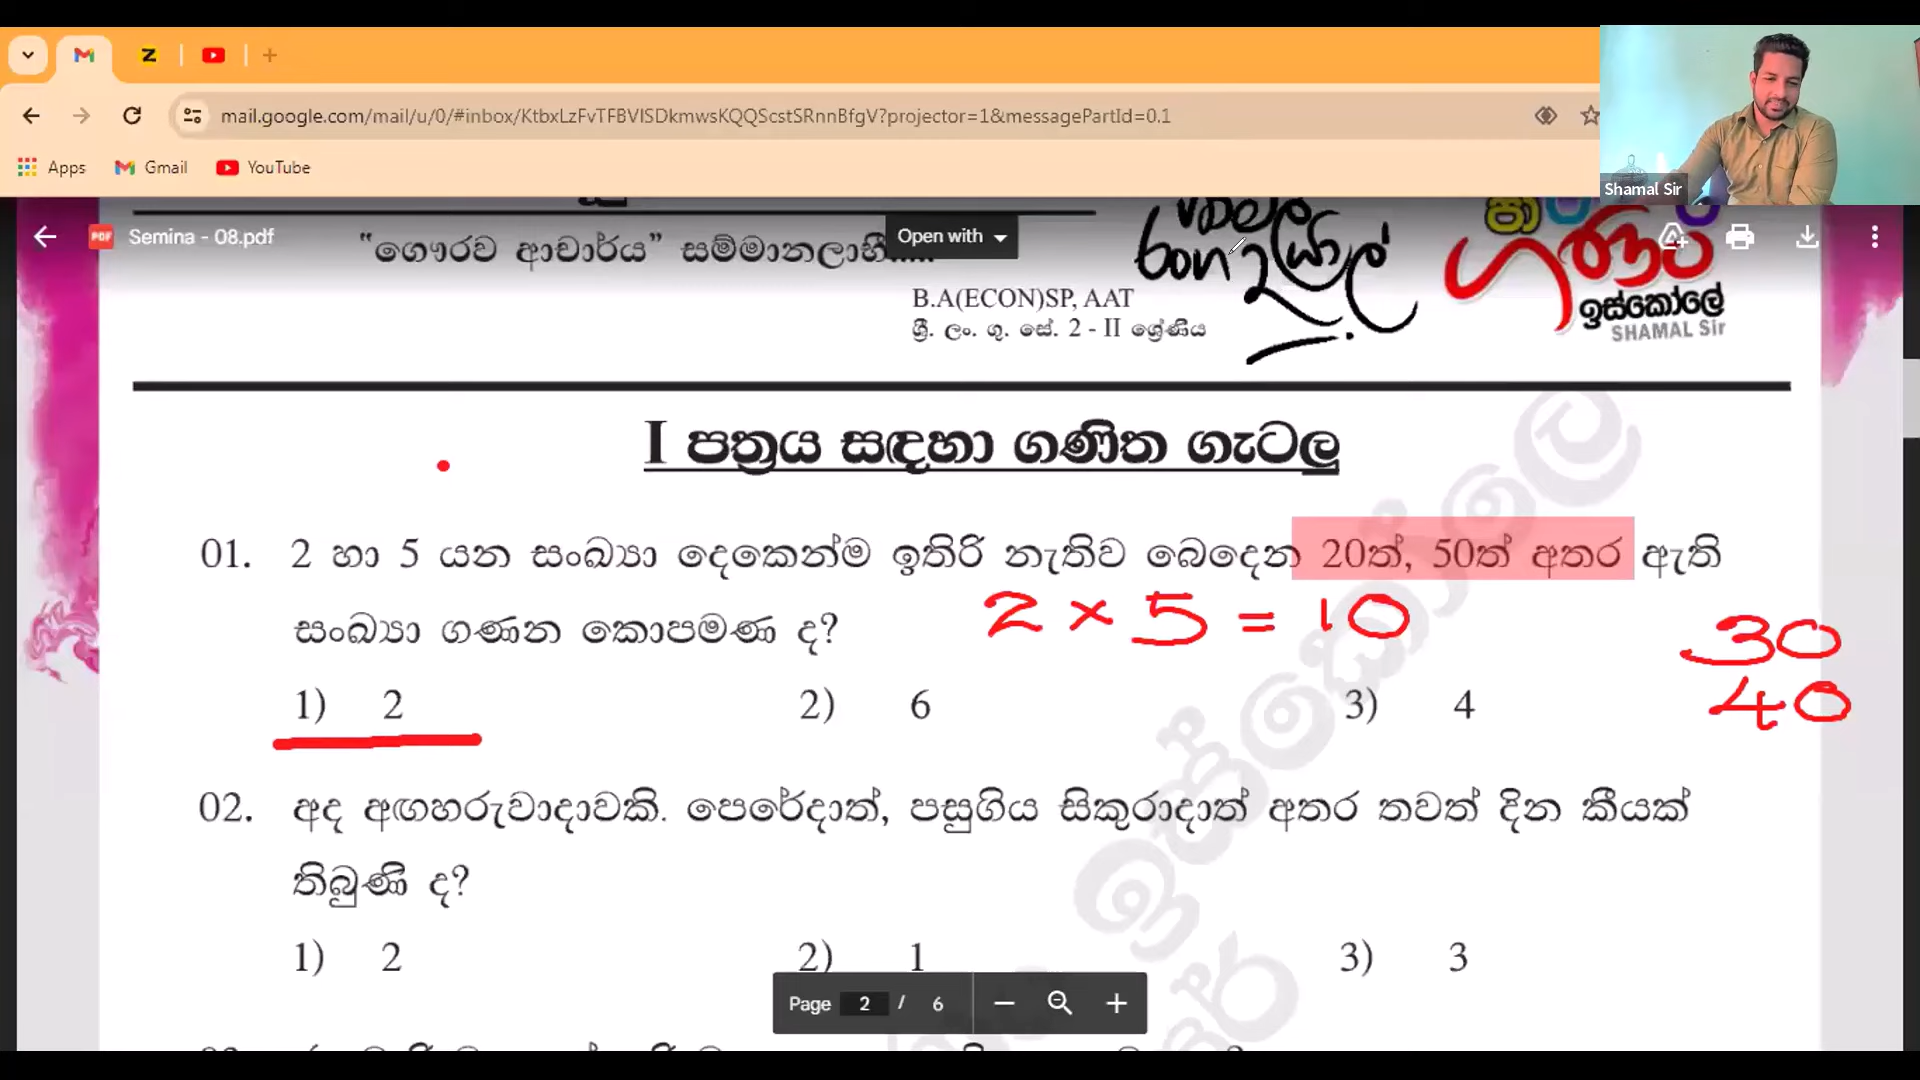 mail.google.com/mail/u/0/#inbox/KtbxLzFvTFBVlSDkmwsKQQScstSRnnBfgV?projector=1&messagePartId=0.1
Apps Gmail YouTube
Shamal Sir
PDF Semina - 08.pdf
Open with
“ගෞරව ආචාර්ය” සම්මානලාභී.....
ගණිත
ඉස්කෝලේ
SHAMAL Sir
B.A(ECON)SP, AAT
ශ්‍රී. ලං. ගු. සේ. 2 - II ශ්‍රේණිය
I පත්‍රය සඳහා ගණිත ගැටලු
01. 2 හා 5 යන සංඛ්‍යා දෙකෙන්ම ඉතිරි නැතිව බෙදෙන 20ත්, 50ත් අතර ඇති
සංඛ්‍යා ගණන කොපමණ ද?
2 × 5 = 10
30
40
1) 2 2) 6 3) 4
02. අද අඟහරුවාදාවකි. පෙරේදාත්, පසුගිය සිකුරාදාත් අතර තවත් දින කීයක්
තිබුණි ද?
1) 2 2) 1 3) 3
Page 2 / 6